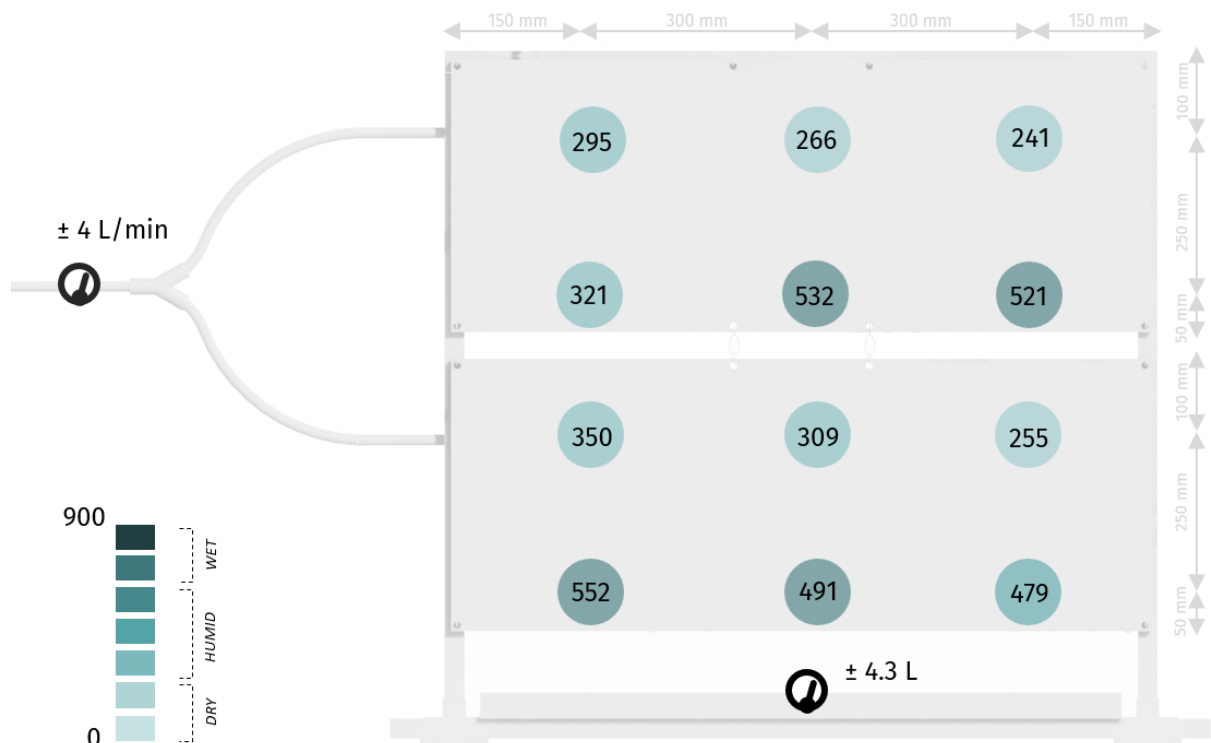 150 mm 300 mm 300 mm 150 mm
100 mm
295 266 241
250 mm
± 4 L/min
321 532 521
50 mm
100 mm
350 309 255
250 mm
900
WET
552 491 479
HUMID
50 mm
± 4.3 L
DRY
0